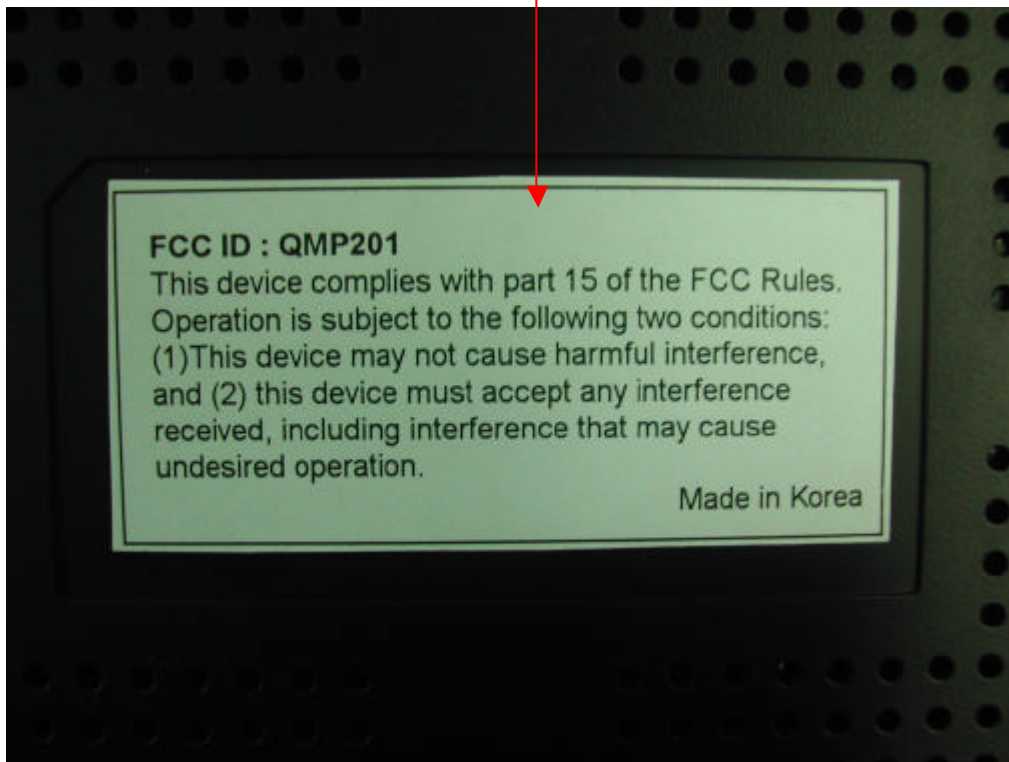 FCC ID : QMP201
This device complies with part 15 of the FCC Rules.
Operation is subject to the following two conditions:
(1)This device may not cause harmful interference,
and (2) this device must accept any interference
received, including interference that may cause
undesired operation.
Made in Korea